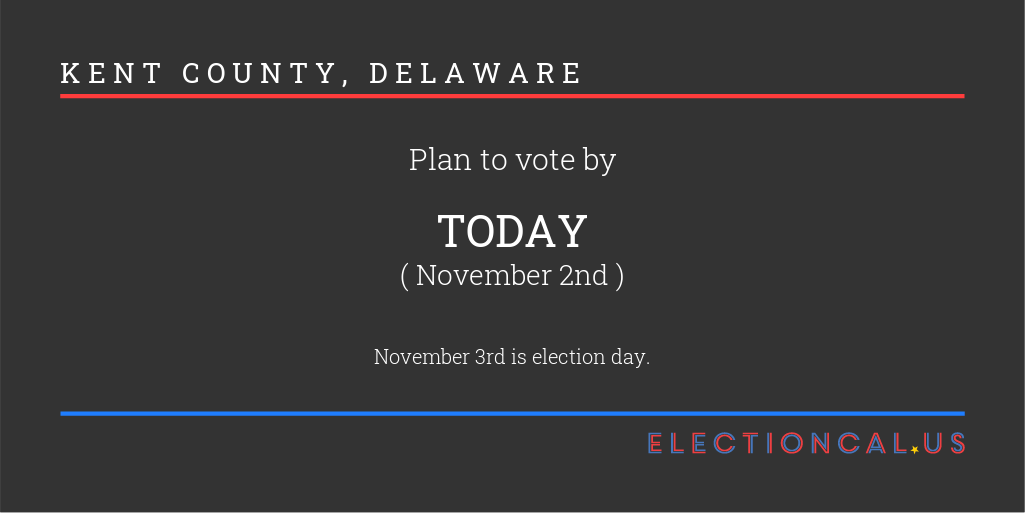 KENT COUNTY, DELAWARE
Plan to vote by
TODAY
( November 2nd )
November 3rd is election day.
ELECTIONCAL.US